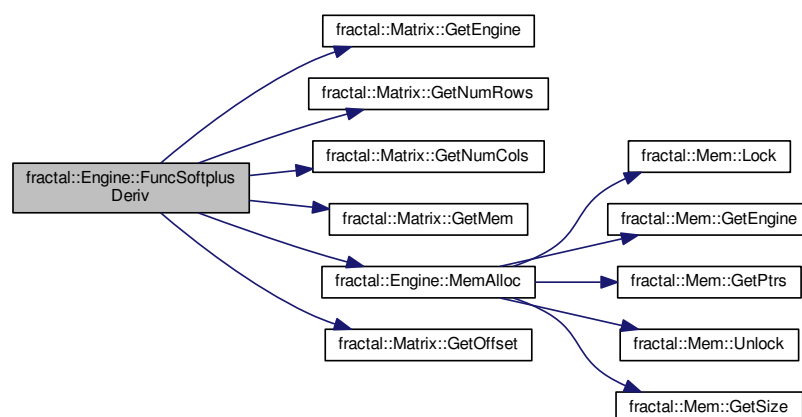 fractal::Engine::FuncSoftplus
Deriv
fractal::Matrix::GetEngine
fractal::Matrix::GetNumRows
fractal::Matrix::GetNumCols
fractal::Matrix::GetMem
fractal::Engine::MemAlloc
fractal::Matrix::GetOffset
fractal::Mem::Lock
fractal::Mem::GetEngine
fractal::Mem::GetPtrs
fractal::Mem::Unlock
fractal::Mem::GetSize